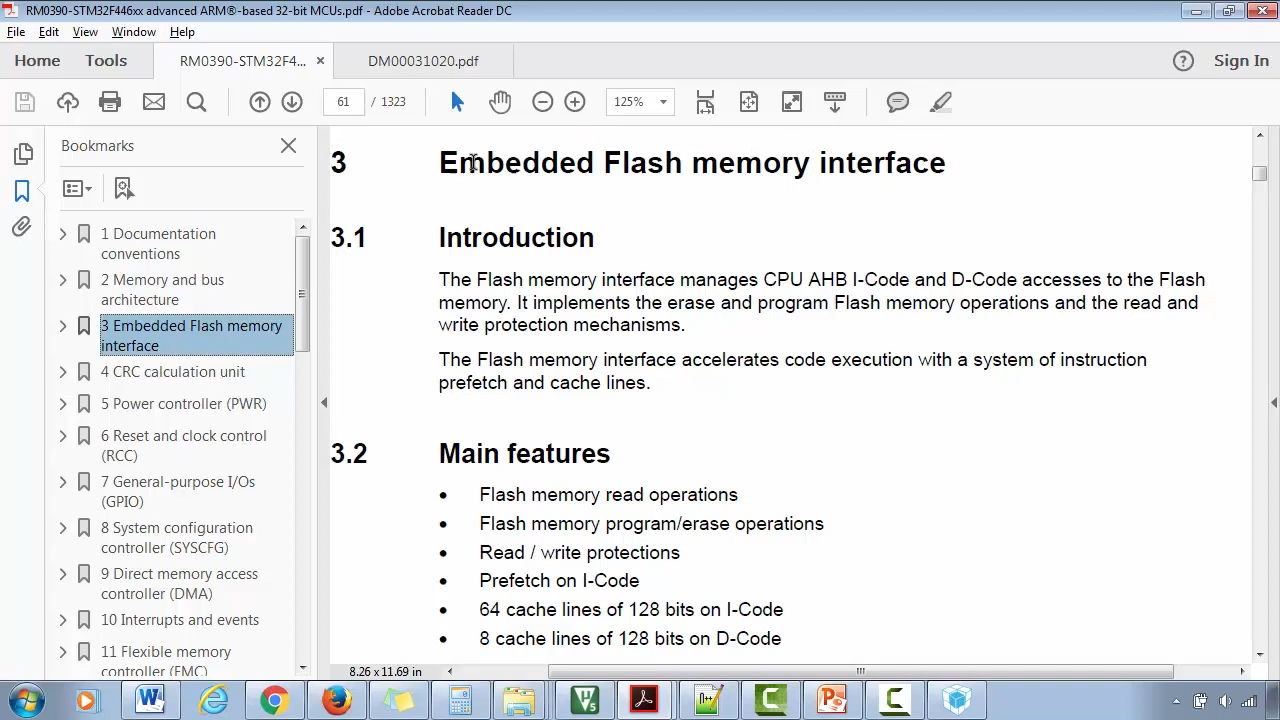 RM0390-STM32F446xx advanced ARM®-based 32-bit MCUs.pdf - Adobe Acrobat Reader DC
File Edit View Window Help
Home Tools RM0390-STM32F4... × DM00031020.pdf ? Sign In
61 / 1323 125%
Bookmarks
1 Documentation
conventions
2 Memory and bus
architecture
3 Embedded Flash memory
interface
4 CRC calculation unit
5 Power controller (PWR)
6 Reset and clock control
(RCC)
7 General-purpose I/Os
(GPIO)
8 System configuration
controller (SYSCFG)
9 Direct memory access
controller (DMA)
10 Interrupts and events
11 Flexible memory
controller (FMC)
3 Embedded Flash memory interface
3.1 Introduction
The Flash memory interface manages CPU AHB I-Code and D-Code accesses to the Flash
memory. It implements the erase and program Flash memory operations and the read and
write protection mechanisms.
The Flash memory interface accelerates code execution with a system of instruction
prefetch and cache lines.
3.2 Main features
• Flash memory read operations
• Flash memory program/erase operations
• Read / write protections
• Prefetch on I-Code
• 64 cache lines of 128 bits on I-Code
• 8 cache lines of 128 bits on D-Code
8.26 x 11.69 in